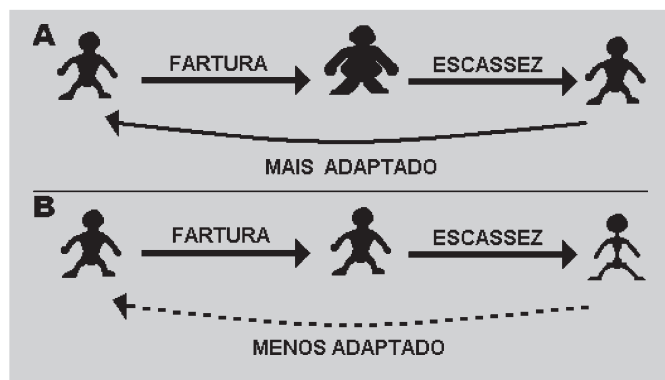 A
FARTURA ESCASSEZ
MAIS ADAPTADO
B
FARTURA ESCASSEZ
MENOS ADAPTADO